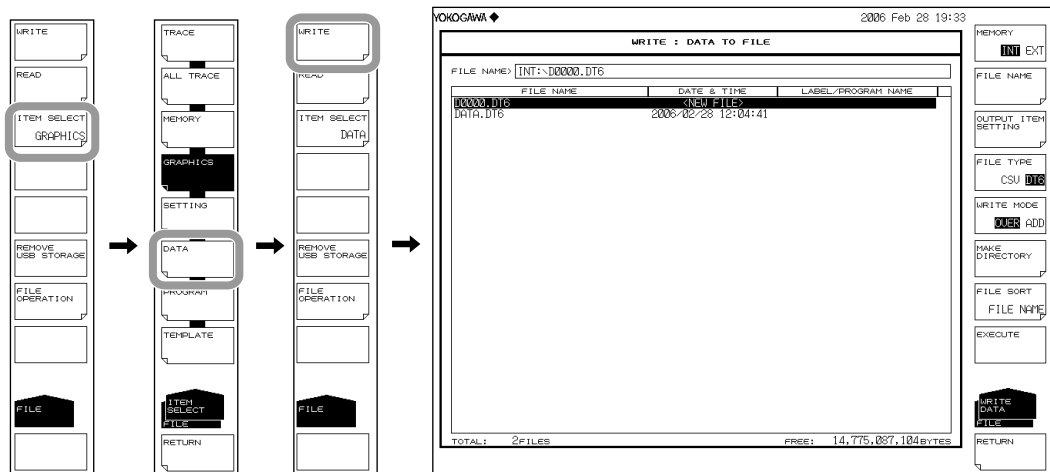 WRITE
READ
ITEM SELECT
GRAPHICS
REMOVE
USB STORAGE
FILE
OPERATION
FILE
TRACE
ALL TRACE
MEMORY
GRAPHICS
SETTING
DATA
PROGRAM
TEMPLATE
ITEM
SELECT
FILE
RETURN
WRITE
READ
ITEM SELECT
DATA
REMOVE
USB STORAGE
FILE
OPERATION
FILE
YOKOGAWA ◆
2006 Feb 28 19:33
WRITE : DATA TO FILE
FILE NAME> INT:\D0000.DT6
FILE NAME DATE & TIME LABEL/PROGRAM NAME
D0000.DT6 <NEW FILE>
DATA.DT6 2006/02/28 12:04:41
TOTAL: 2FILES FREE: 14,775,087,104BYTES
MEMORY
INT EXT
FILE NAME
OUTPUT ITEM
SETTING
FILE TYPE
CSV DT6
WRITE MODE
OVER ADD
MAKE
DIRECTORY
FILE SORT
FILE NAME
EXECUTE
WRITE
DATA
FILE
RETURN